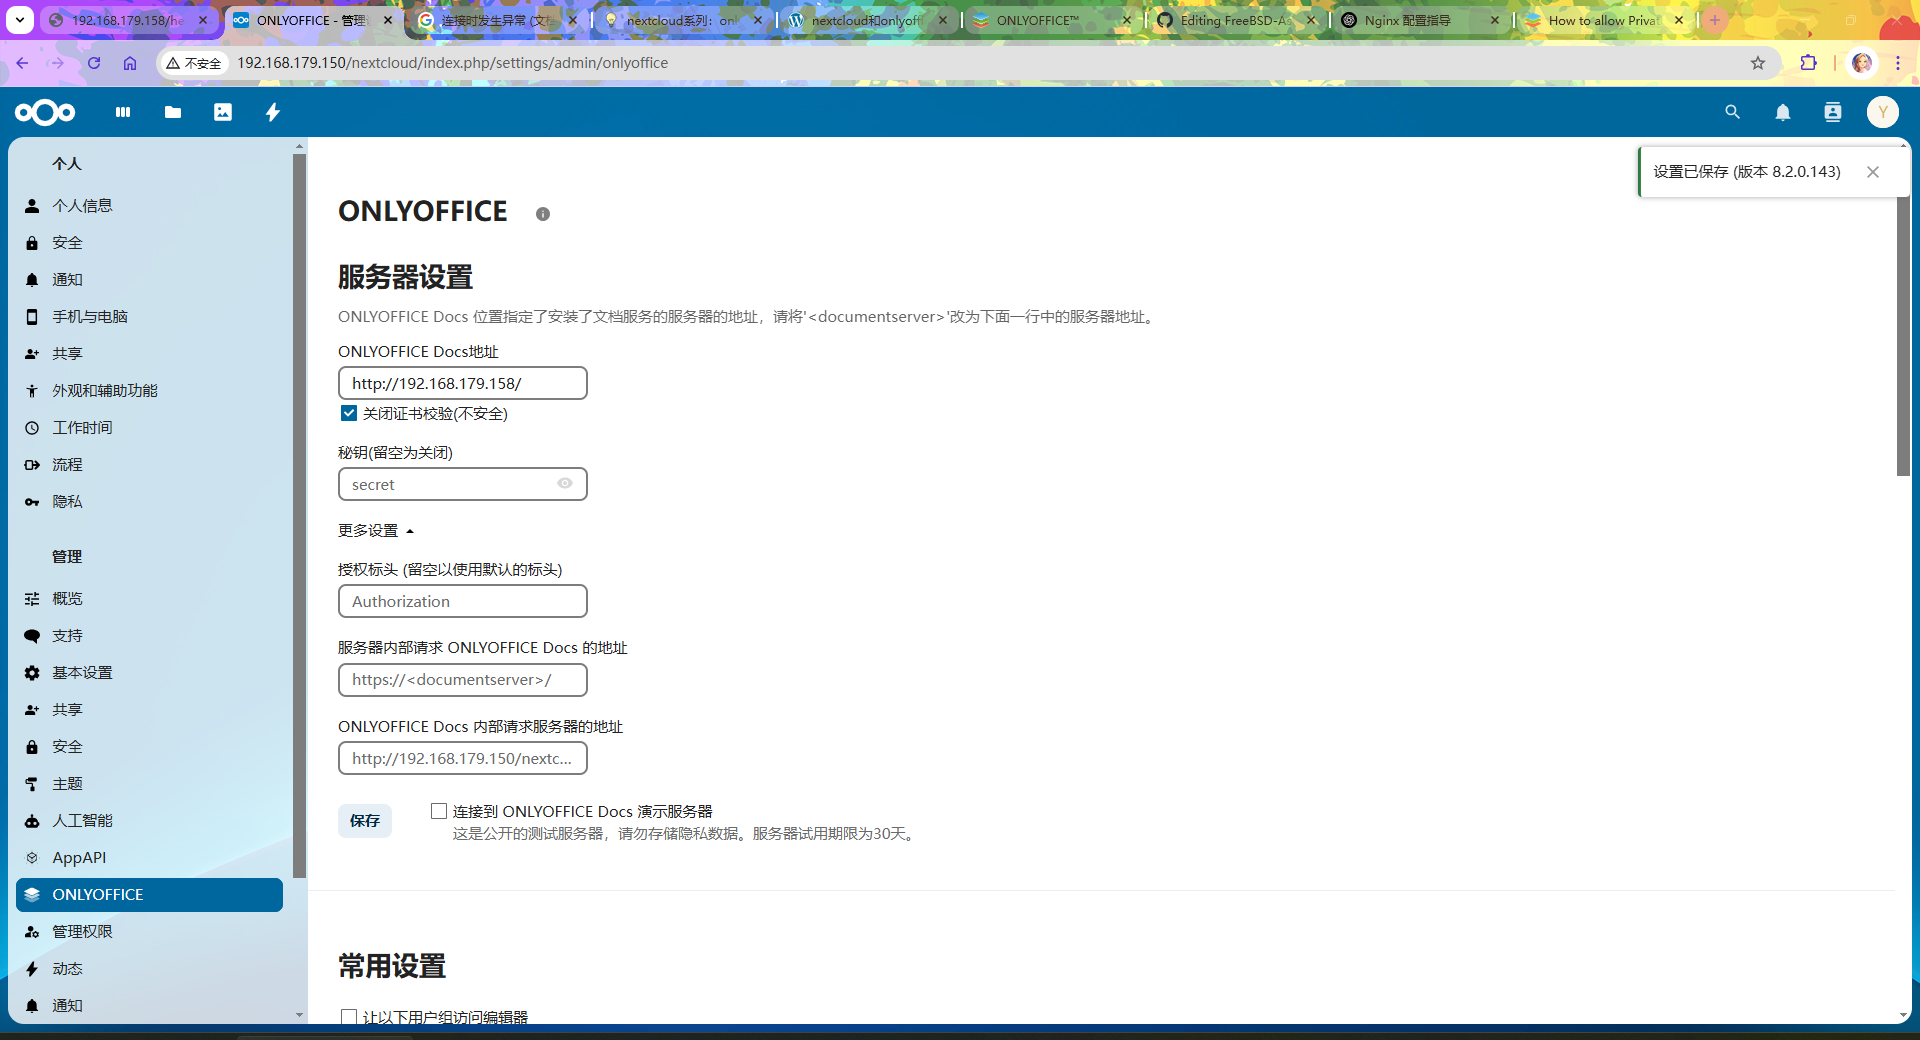 192.168.179.158/he
ONLYOFFICE - 管理
连接时发生异常 (文
nextcloud系列：onl
nextcloud和onlyoffi
ONLYOFFICE™
Editing FreeBSD-As
Nginx 配置指导
How to allow Privat
不安全
192.168.179.150/nextcloud/index.php/settings/admin/onlyoffice
Y
设置已保存 (版本 8.2.0.143)
个人
个人信息
安全
通知
手机与电脑
共享
外观和辅助功能
工作时间
流程
隐私
管理
概览
支持
基本设置
共享
安全
主题
人工智能
AppAPI
ONLYOFFICE
管理权限
动态
通知
ONLYOFFICE
服务器设置
ONLYOFFICE Docs 位置指定了安装了文档服务的服务器的地址，请将'<documentserver>'改为下面一行中的服务器地址。
ONLYOFFICE Docs地址
http://192.168.179.158/
关闭证书校验(不安全)
秘钥(留空为关闭)
secret
更多设置
授权标头 (留空以使用默认的标头)
Authorization
服务器内部请求 ONLYOFFICE Docs 的地址
https://<documentserver>/
ONLYOFFICE Docs 内部请求服务器的地址
http://192.168.179.150/nextc...
保存
连接到 ONLYOFFICE Docs 演示服务器
这是公开的测试服务器，请勿存储隐私数据。服务器试用期限为30天。
常用设置
让以下用户组访问编辑器